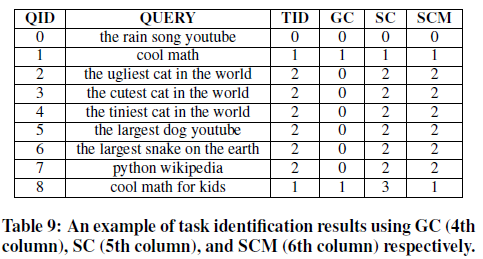 QID QUERY TID GC SC SCM
0 the rain song youtube 0 0 0 0
1 cool math 1 1 1 1
2 the ugliest cat in the world 2 0 2 2
3 the cutest cat in the world 2 0 2 2
4 the tiniest cat in the world 2 0 2 2
5 the largest dog youtube 2 0 2 2
6 the largest snake on the earth 2 0 2 2
7 python wikipedia 2 0 2 2
8 cool math for kids 1 1 3 1
Table 9: An example of task identification results using GC (4th
column), SC (5th column), and SCM (6th column) respectively.